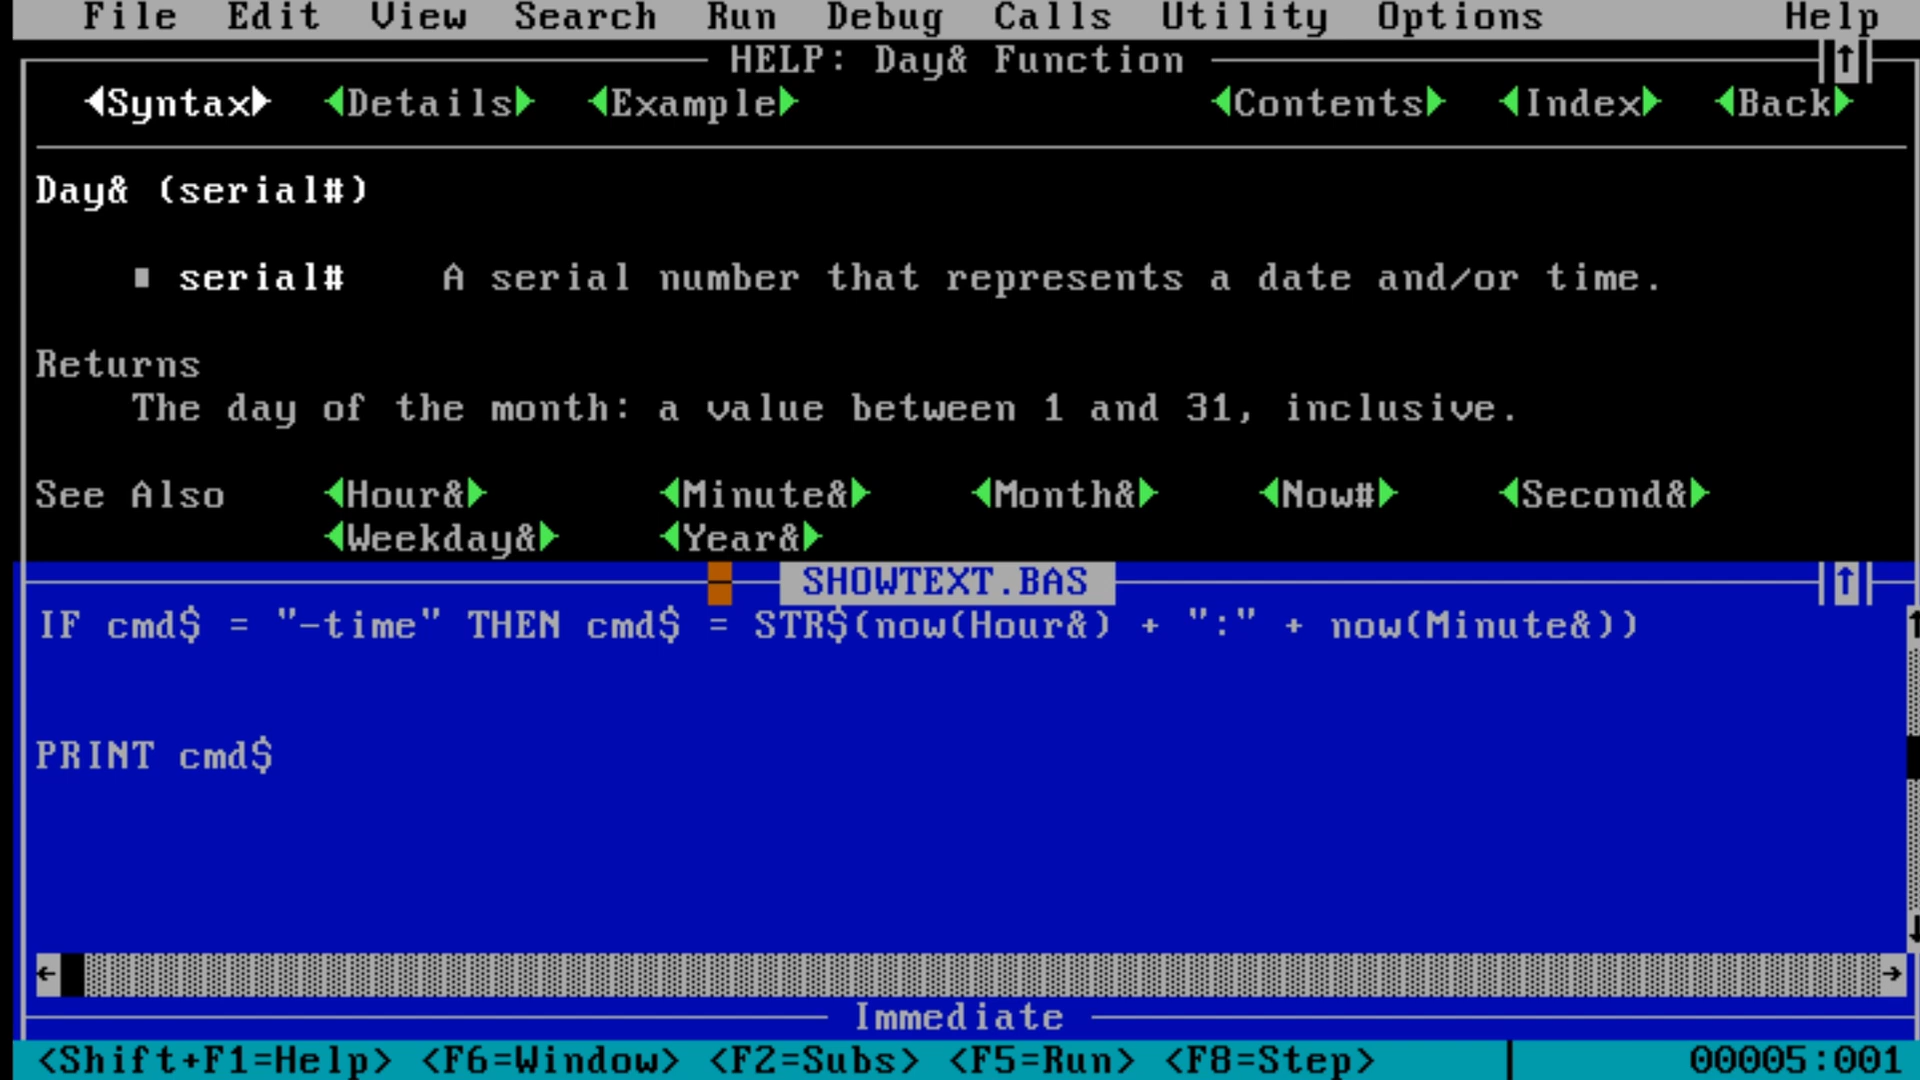 File Edit View Search Run Debug Calls Utility Options Help
HELP: Day& Function
Syntax Details Example Contents Index Back
Day& (serial#)
serial# A serial number that represents a date and/or time.
Returns
The day of the month: a value between 1 and 31, inclusive.
See Also Hour& Minute& Month& Now# Second&
Weekday& Year&
SHOWTEXT.BAS
IF cmd$ = "-time" THEN cmd$ = STR$(now(Hour&) + ":" + now(Minute&))
PRINT cmd$
Immediate
<Shift+F1=Help> <F6=Window> <F2=Subs> <F5=Run> <F8=Step> 00005:001